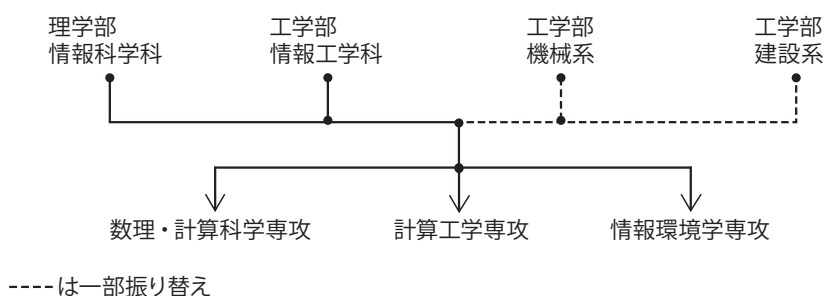 理学部
情報科学科
工学部
情報工学科
工学部
機械系
工学部
建設系
数理・計算科学専攻
計算工学専攻
情報環境学専攻
----は一部振り替え